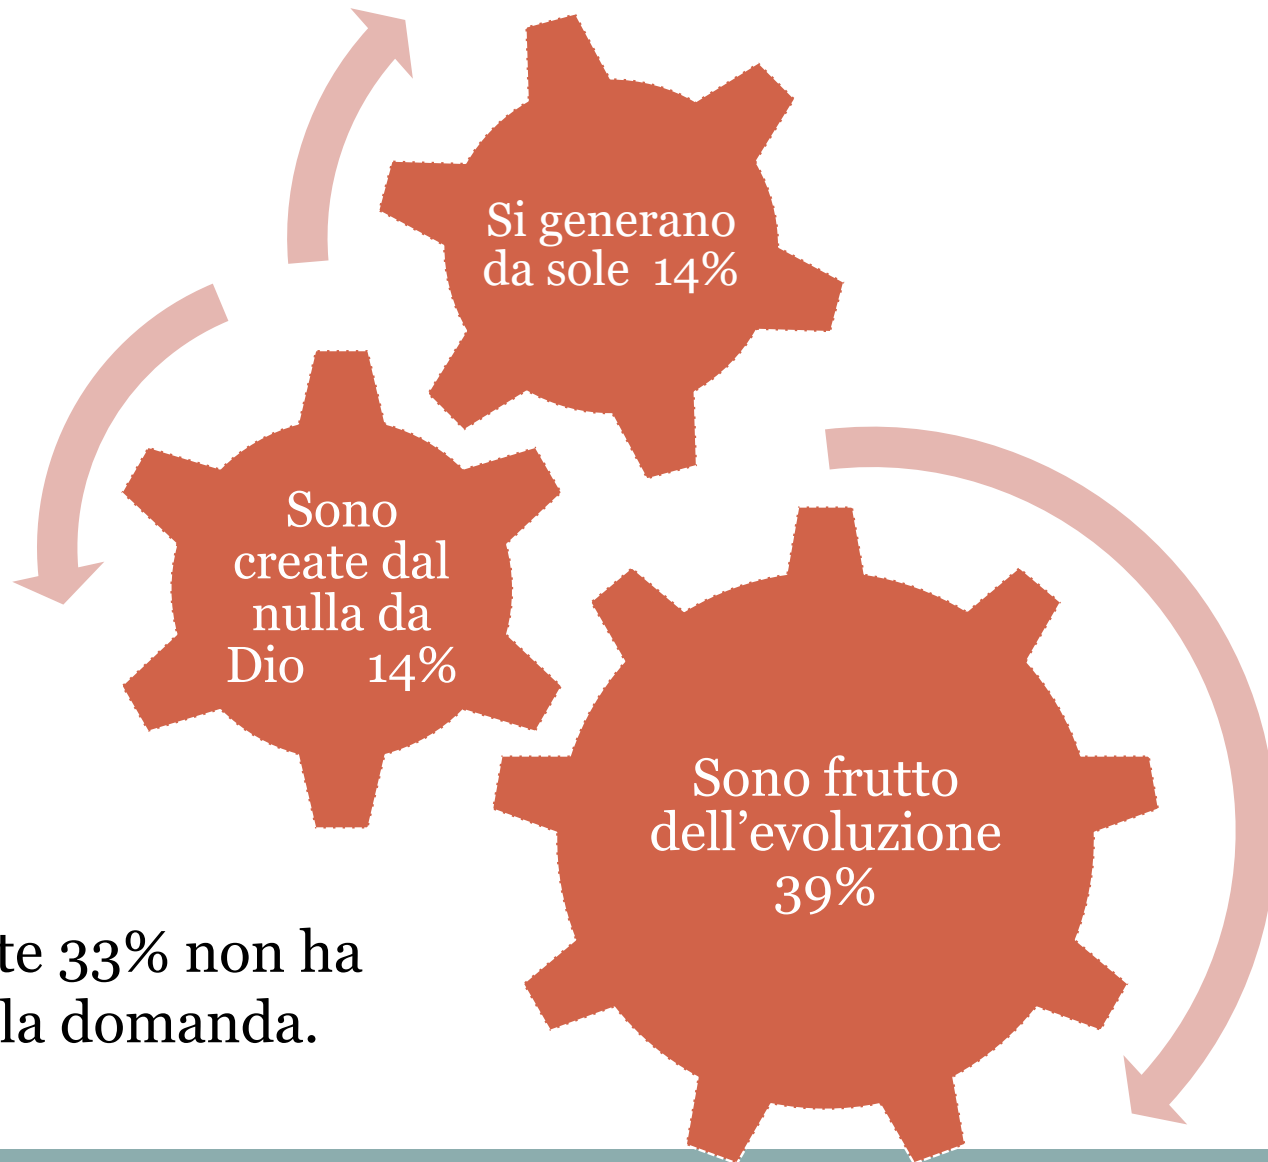 Si generano
da sole 14%
Sono
create dal
nulla da
Dio 14%
Sono frutto
dell’evoluzione
39%
33% non ha
la domanda.